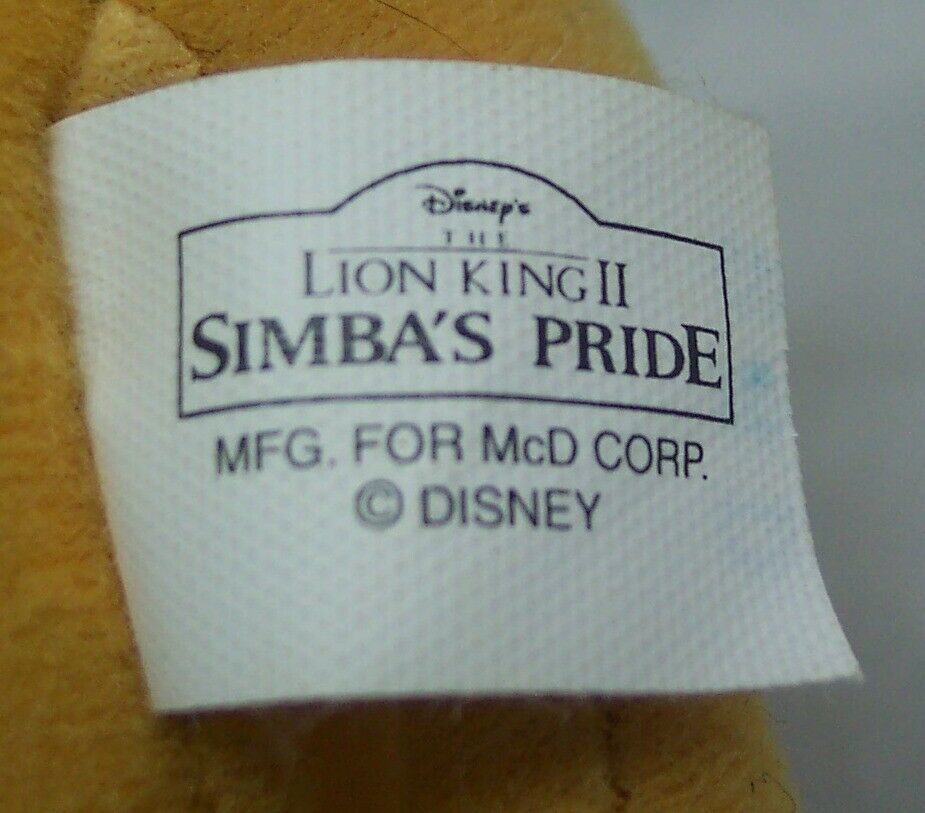 Disney's
THE
LION KING II
SIMBA'S PRIDE
MFG. FOR McD CORP.
© DISNEY